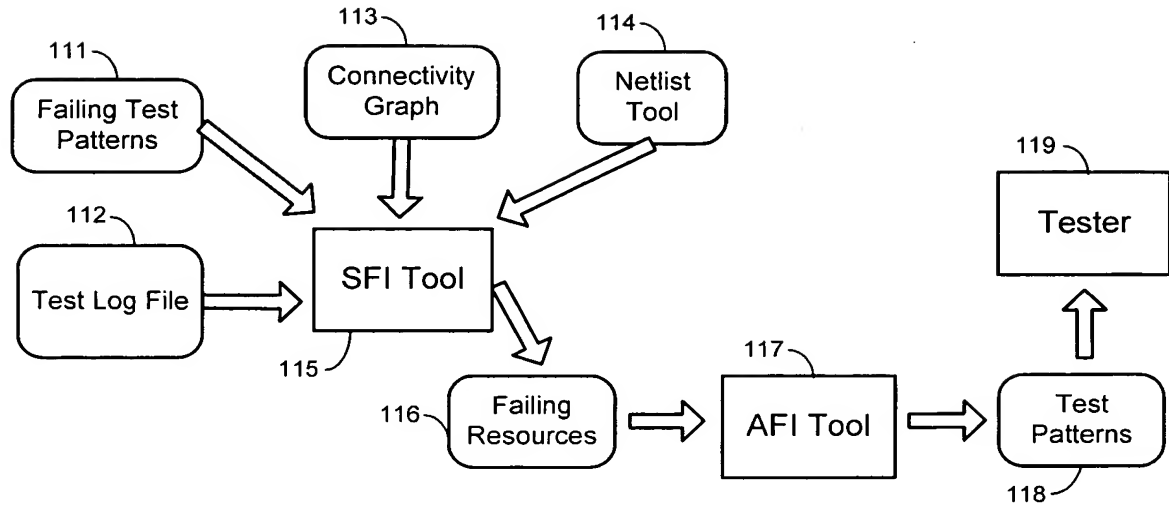 111
Failing Test
Patterns
113
Connectivity
Graph
114
Netlist
Tool
112
Test Log File
SFI Tool
115
119
Tester
116
Failing
Resources
117
AFI Tool
Test
Patterns
118